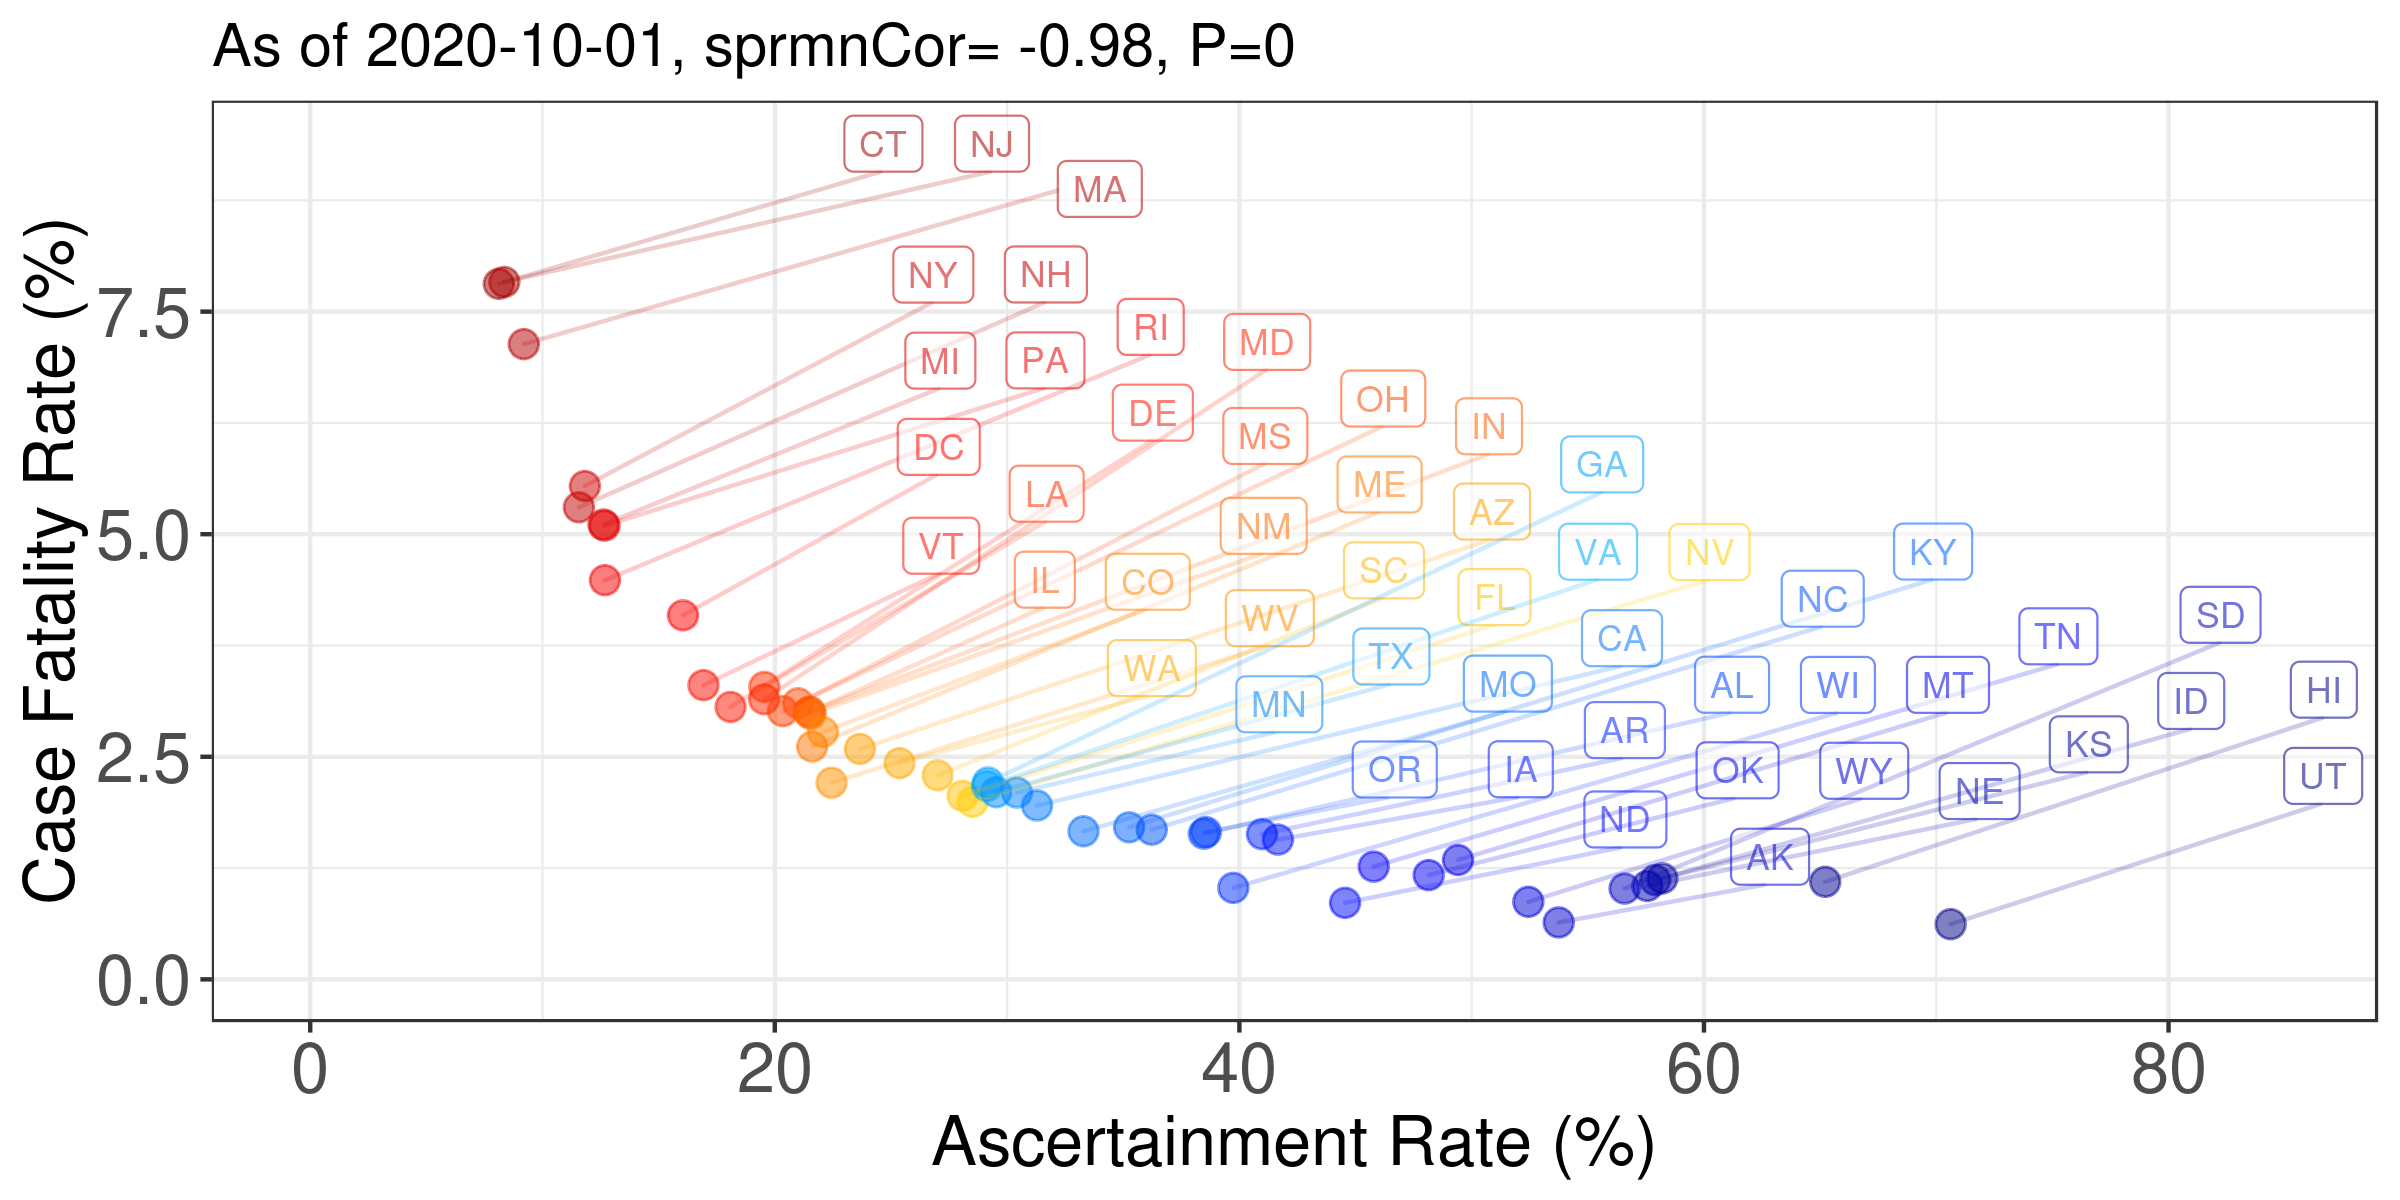 As of 2020-10-01, sprmnCor= -0.98, P=0
Case Fatality Rate (%)
7.5
5.0
2.5
0.0
CT
NJ
MA
NY
NH
RI
MD
MI
PA
DE
OH
IN
DC
MS
GA
LA
ME
AZ
NM
VT
VA
NV
KY
IL
CO
SC
FL
NC
WV
CA
SD
TN
WA
TX
MO
AL
WI
MT
HI
MN
ID
AR
KS
OR
IA
OK
WY
UT
NE
ND
AK
0
20
40
60
80
Ascertainment Rate (%)